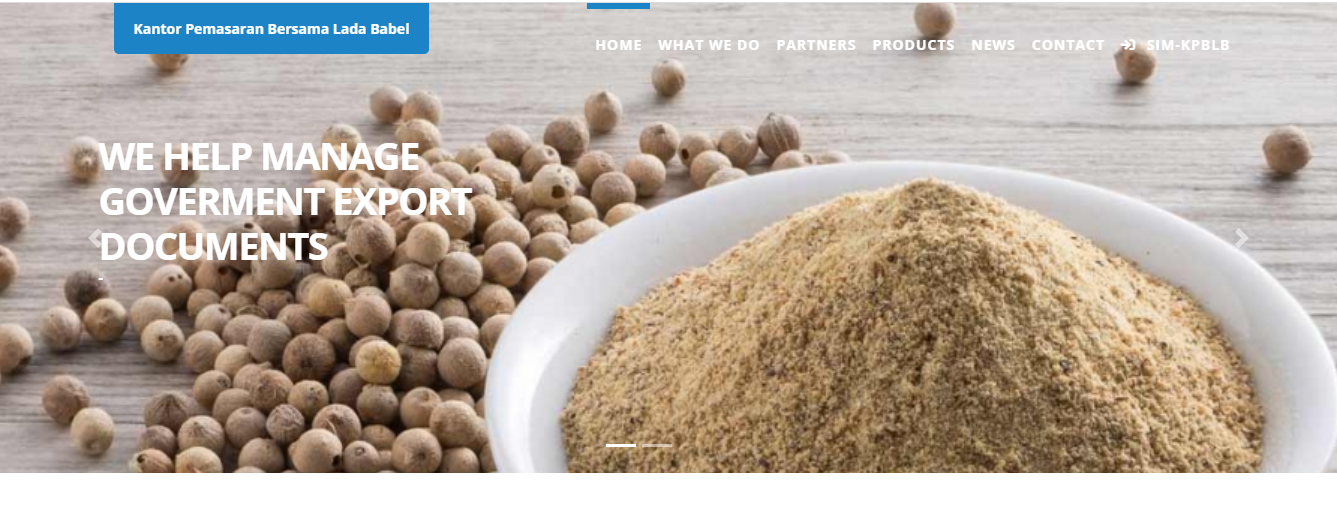 Kantor Pemasaran Bersama Lada Babel
HOME WHAT WE DO PARTNERS PRODUCTS NEWS CONTACT SIM-KPBLB
WE HELP MANAGE
GOVERMENT EXPORT
DOCUMENTS
-